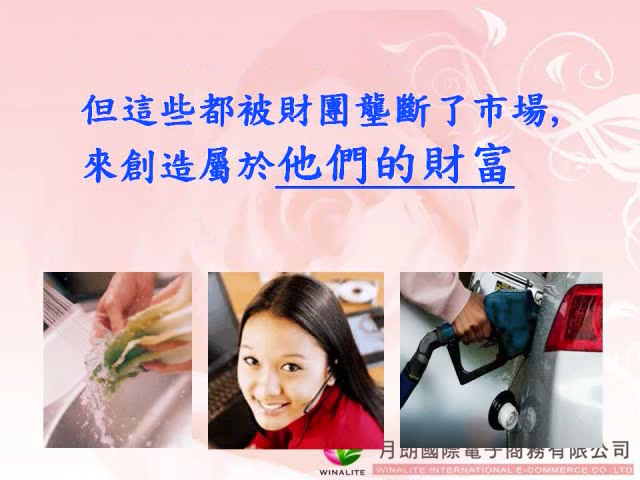 但這些都被財團壟斷了市場,
來創造屬於他們的財富
月朗國際電子商務有限公司
WINALITE
WINALITE INTERNATIONAL E-COMMERCE CO.,LTD